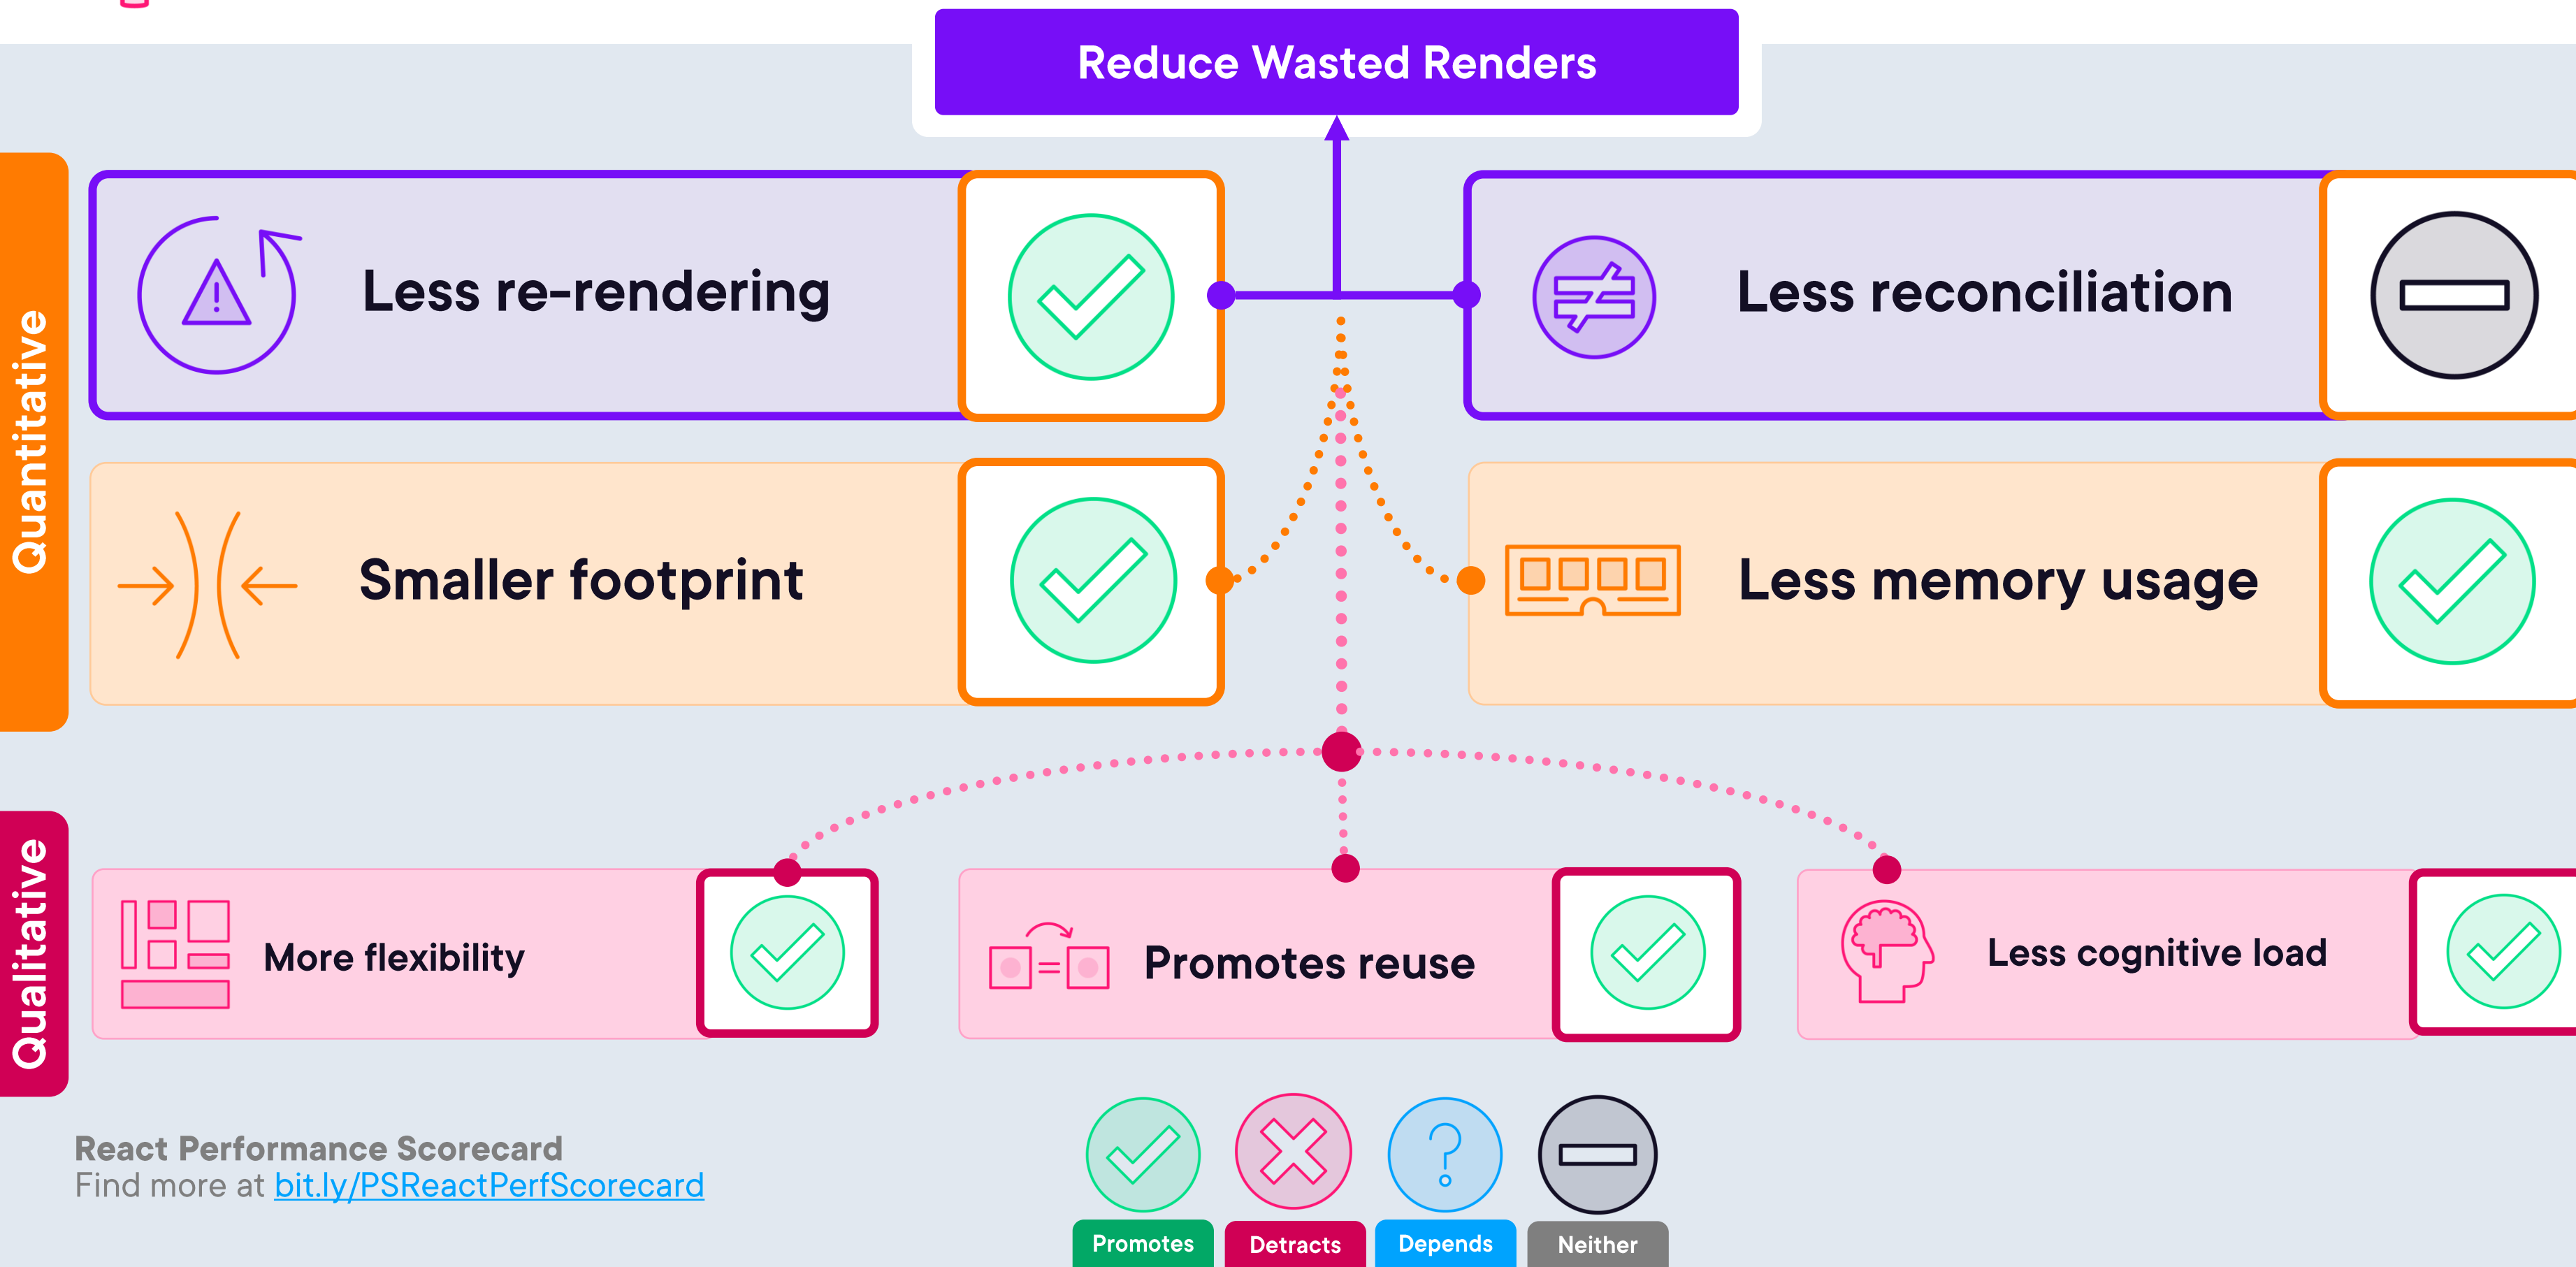 Reduce Wasted Renders
Quantitative
Less re-rendering
Less reconciliation
Smaller footprint
Less memory usage
Qualitative
More flexibility
Promotes reuse
Less cognitive load
React Performance Scorecard
Find more at bit.ly/PSReactPerfScorecard
Promotes
Detracts
Depends
Neither